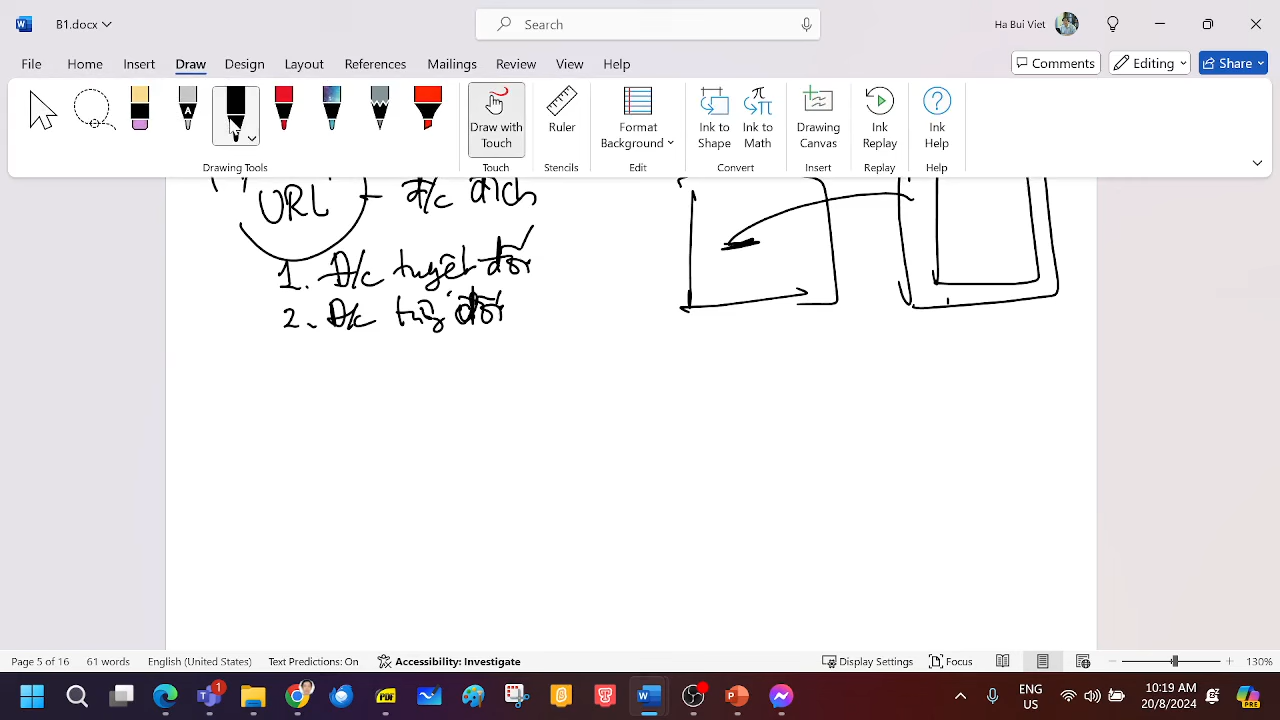 B1.docx
Search
Ha Bui Viet
File Home Insert Draw Design Layout References Mailings Review View Help
Comments Editing Share
Draw with Touch
Ruler
Format Background
Ink to Shape
Ink to Math
Drawing Canvas
Ink Replay
Ink Help
Drawing Tools Touch Stencils Edit Convert Insert Replay Help
URL đ/c đích
1. Đ/c tuyệt đối
2. Đ/c tương đối
Page 5 of 16 61 words English (United States) Text Predictions: On Accessibility: Investigate Display Settings Focus 130%
1 PDF ENG US 10:19 AM 20/8/2024 PRE